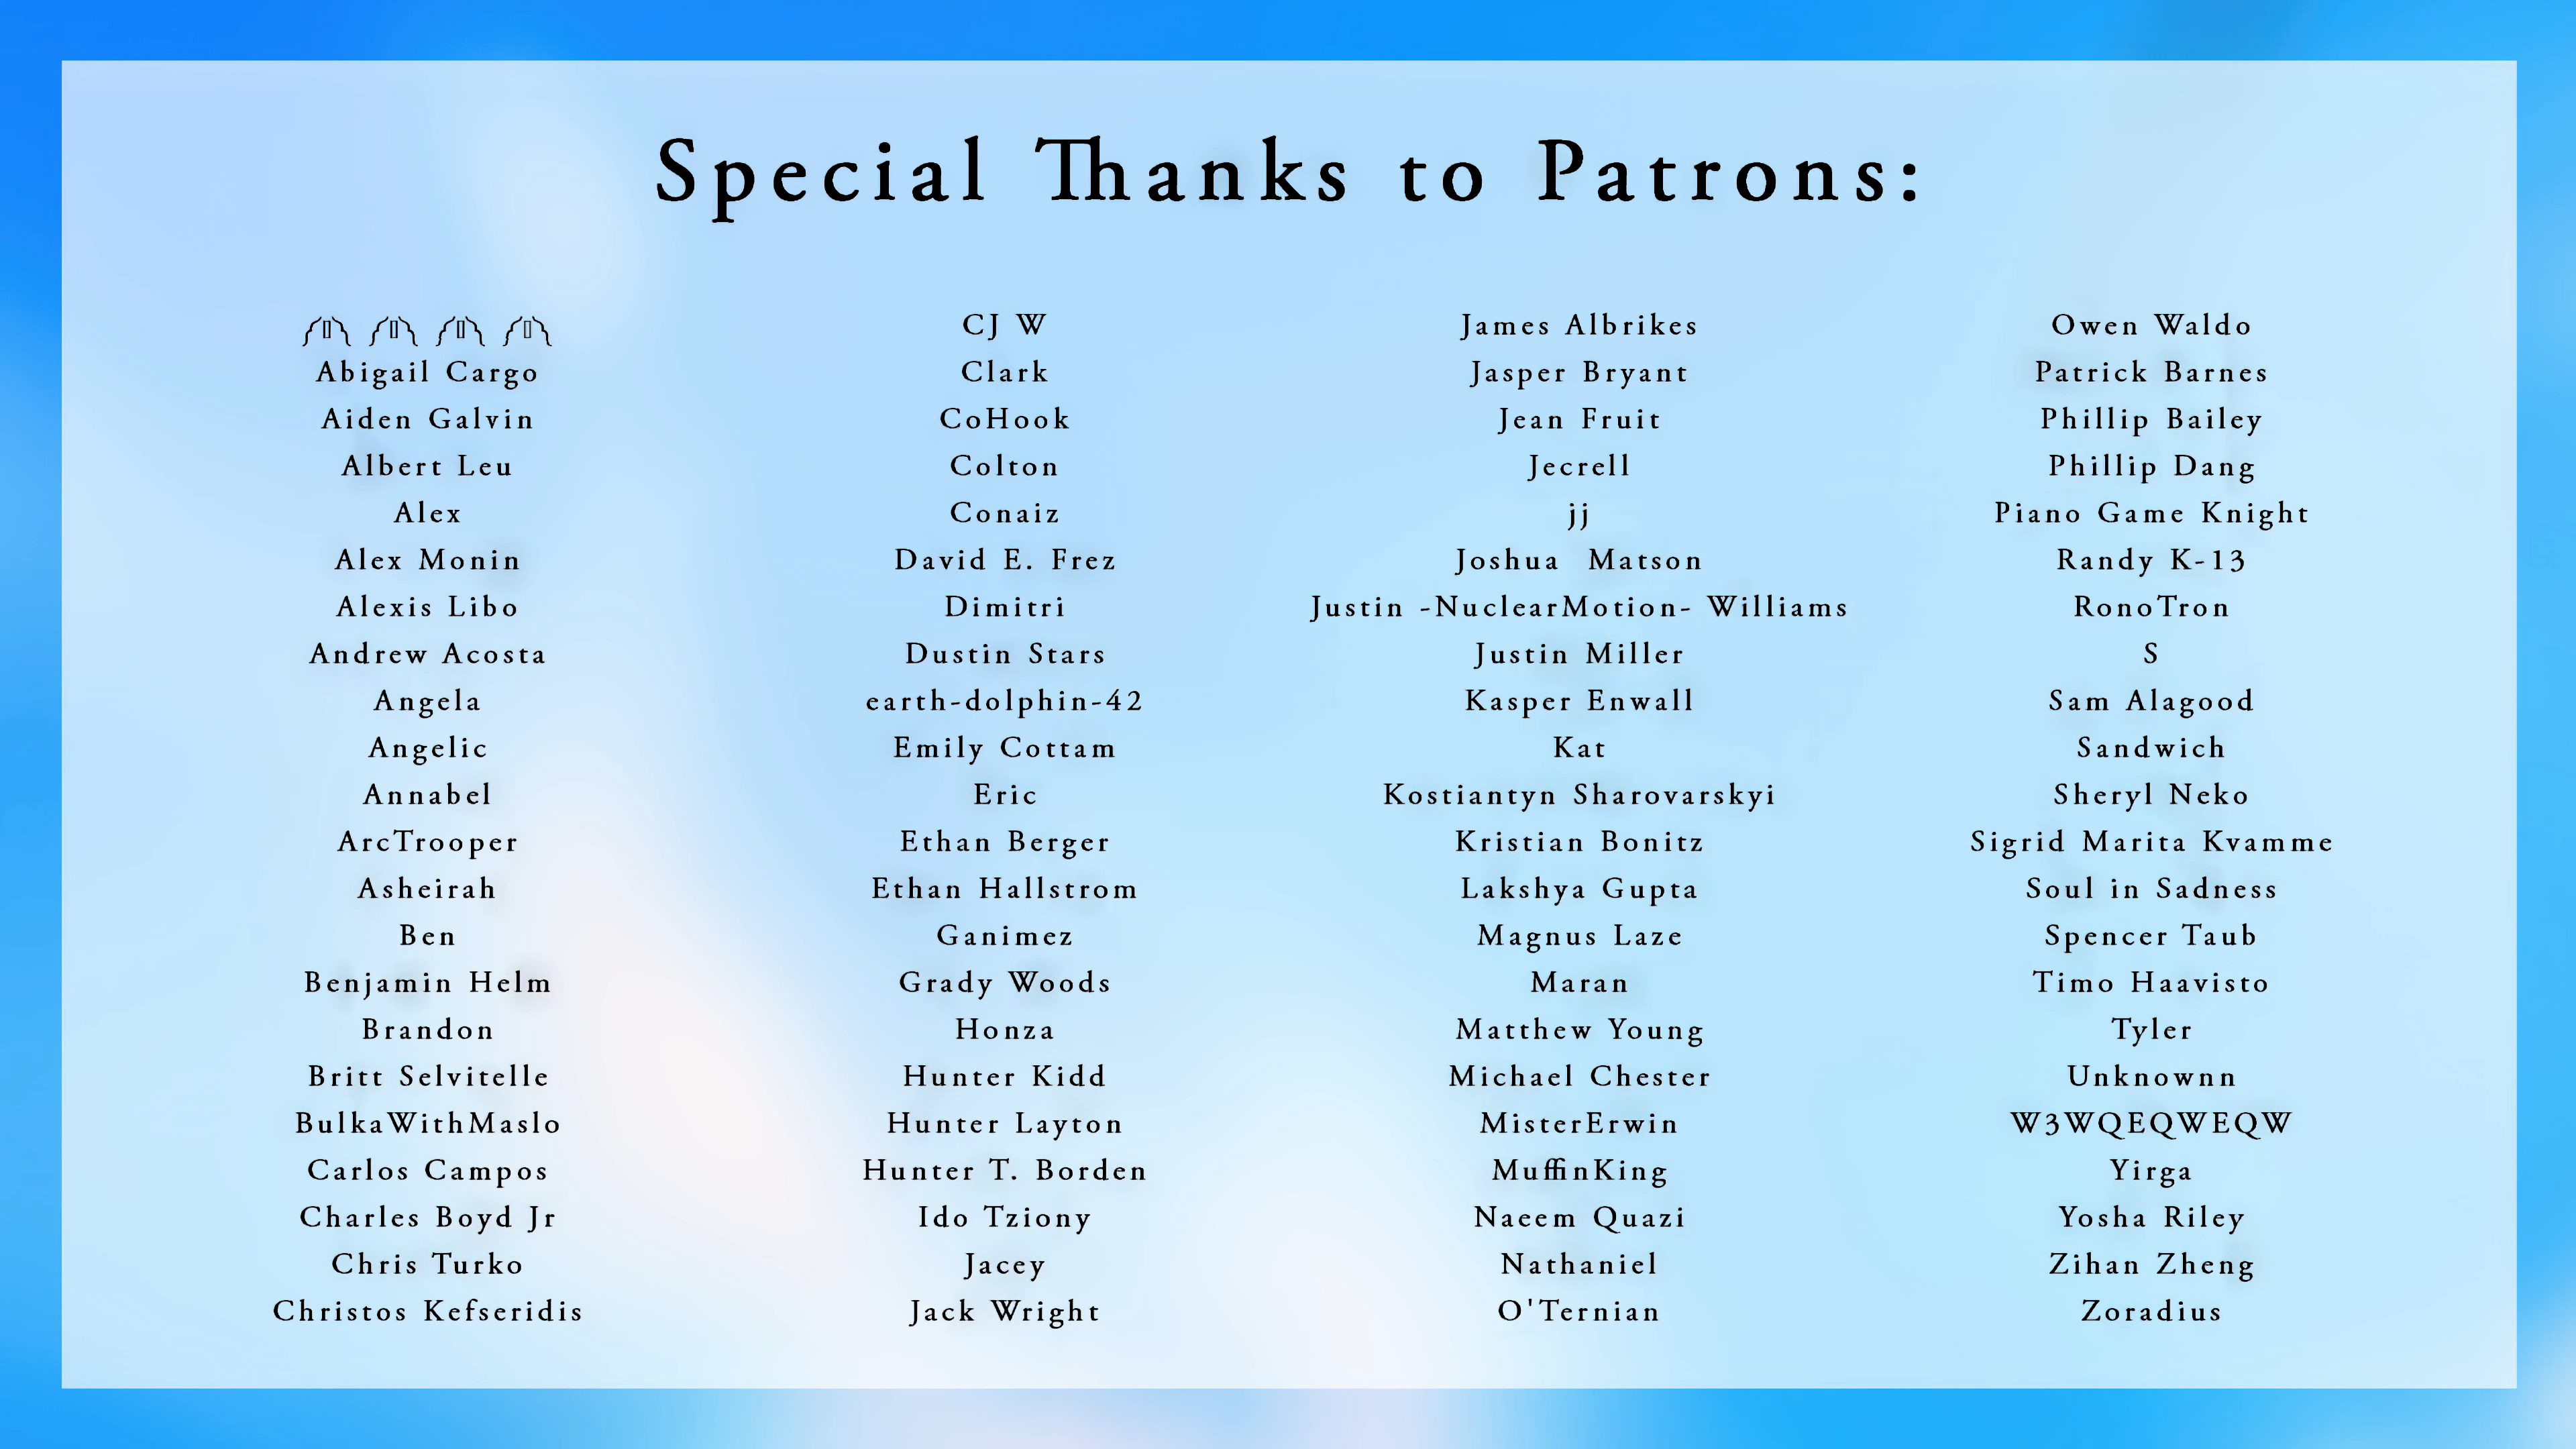 Special Thanks to Patrons:
Abigail Cargo
Aiden Galvin
Albert Leu
Alex
Alex Monin
Alexis Libo
Andrew Acosta
Angela
Angelic
Annabel
ArcTrooper
Asheirah
Ben
Benjamin Helm
Brandon
Britt Selvitelle
BulkaWithMaslo
Carlos Campos
Charles Boyd Jr
Chris Turko
Christos Kefseridis
CJ W
Clark
CoHook
Colton
Conaiz
David E. Frez
Dimitri
Dustin Stars
earth-dolphin-42
Emily Cottam
Eric
Ethan Berger
Ethan Hallstrom
Ganimez
Grady Woods
Honza
Hunter Kidd
Hunter Layton
Hunter T. Borden
Ido Tziony
Jacey
Jack Wright
James Albrikes
Jasper Bryant
Jean Fruit
Jecrell
jj
Joshua  Matson
Justin -NuclearMotion- Williams
Justin Miller
Kasper Enwall
Kat
Kostiantyn Sharovarskyi
Kristian Bonitz
Lakshya Gupta
Magnus Laze
Maran
Matthew Young
Michael Chester
MisterErwin
MuffinKing
Naeem Quazi
Nathaniel
O'Ternian
Owen Waldo
Patrick Barnes
Phillip Bailey
Phillip Dang
Piano Game Knight
Randy K-13
RonoTron
S
Sam Alagood
Sandwich
Sheryl Neko
Sigrid Marita Kvamme
Soul in Sadness
Spencer Taub
Timo Haavisto
Tyler
Unknownn
W3WQEQWEQW
Yirga
Yosha Riley
Zihan Zheng
Zoradius